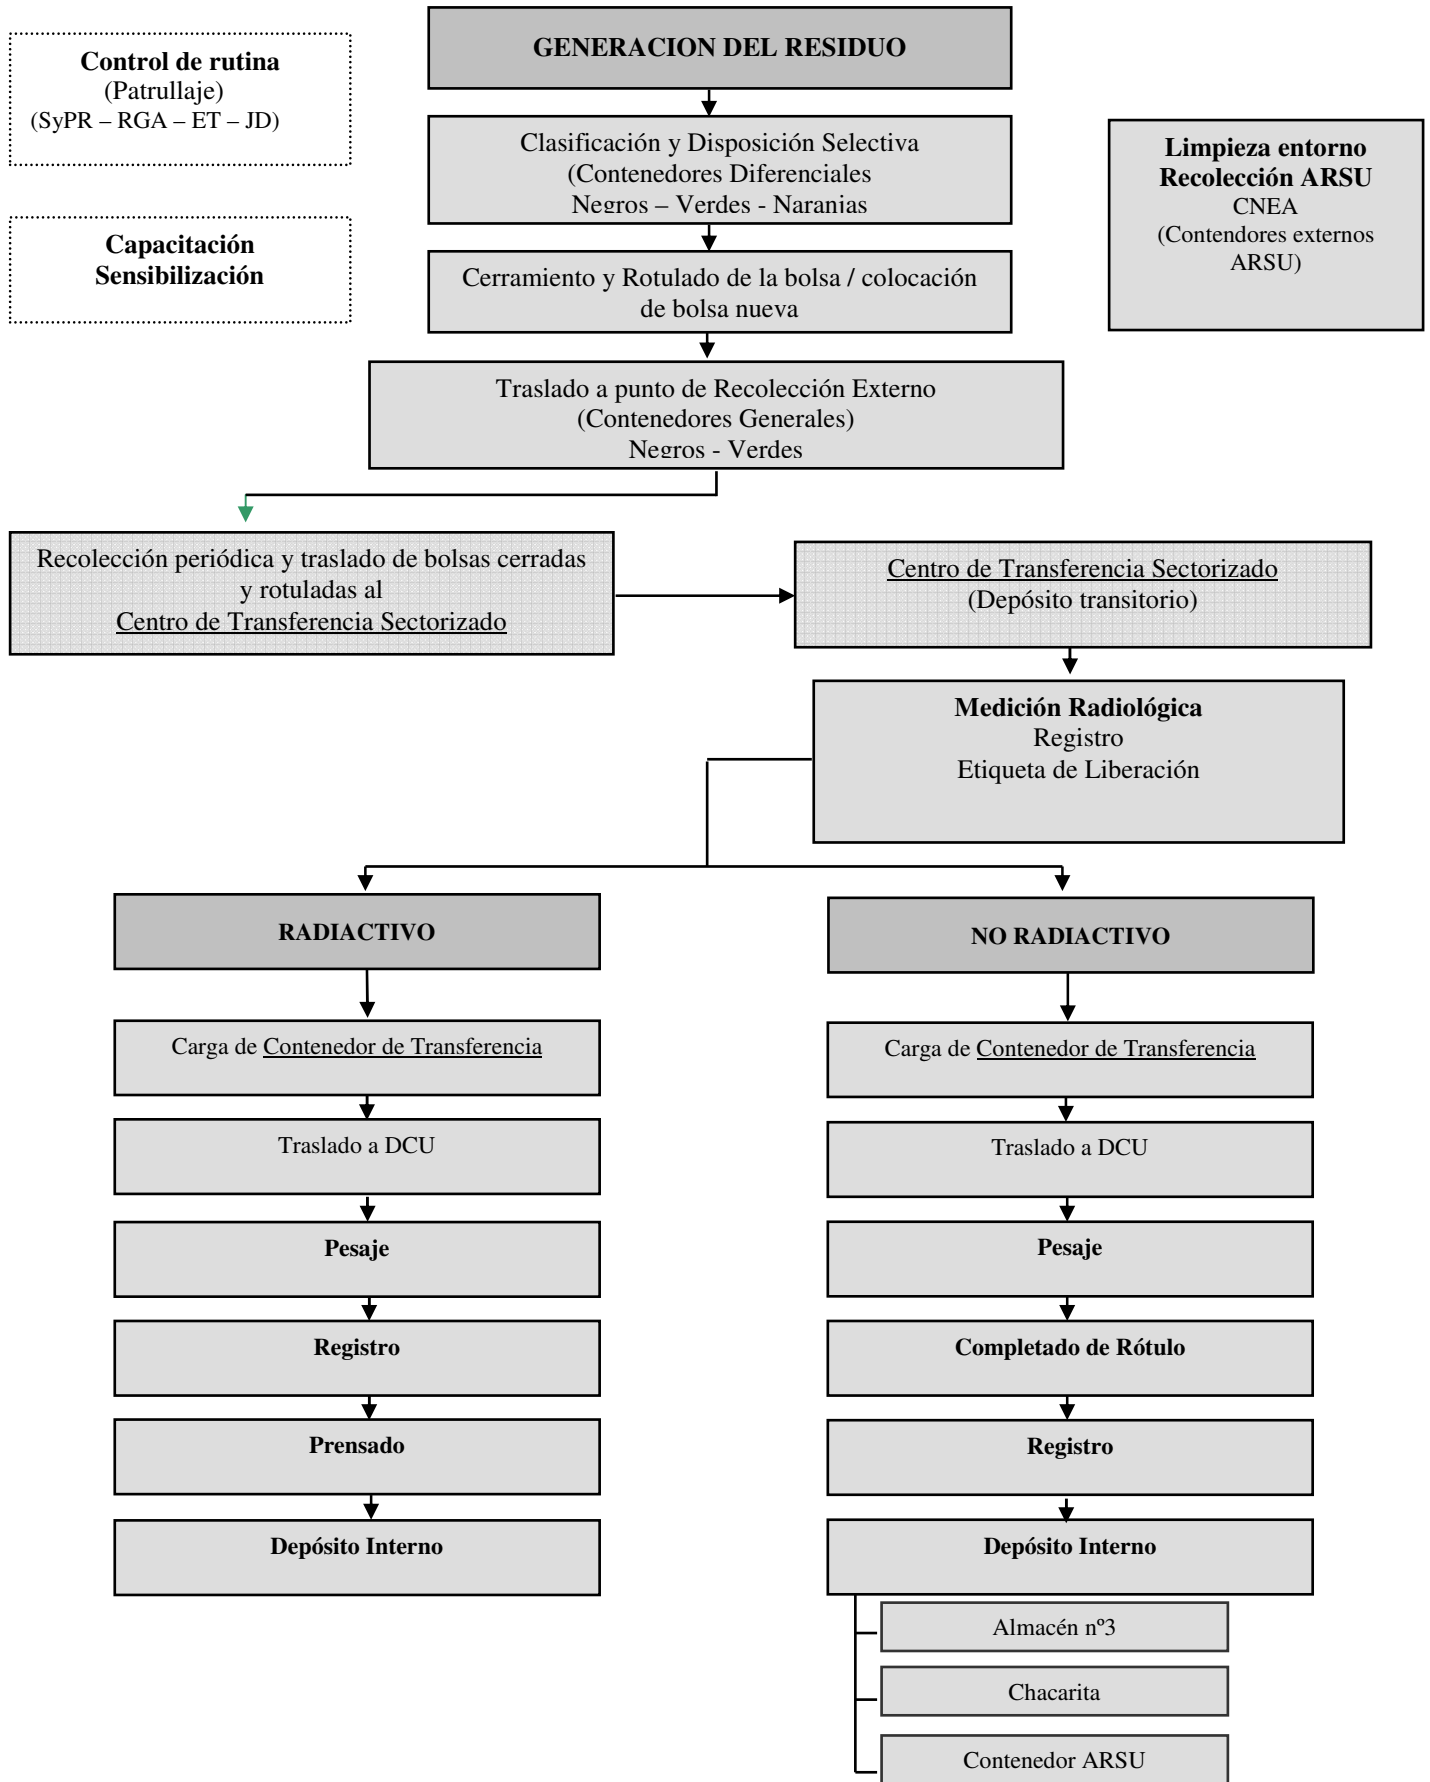 GENERACION DEL RESIDUO
Control de rutina
(Patrullaje)
(SyPR – RGA – ET – JD)
Clasificación y Disposición Selectiva
(Contenedores Diferenciales
Negros – Verdes - Naranjas
Limpieza entorno
Recolección ARSU
CNEA
(Contendores externos
ARSU)
Capacitación
Sensibilización
Cerramiento y Rotulado de la bolsa / colocación
de bolsa nueva
Traslado a punto de Recolección Externo
(Contenedores Generales)
Negros - Verdes
Recolección periódica y traslado de bolsas cerradas
y rotuladas al
Centro de Transferencia Sectorizado
Centro de Transferencia Sectorizado
(Depósito transitorio)
Medición Radiológica
Registro
Etiqueta de Liberación
RADIACTIVO
Carga de Contenedor de Transferencia
Traslado a DCU
Pesaje
Registro
Prensado
Depósito Interno
NO RADIACTIVO
Carga de Contenedor de Transferencia
Traslado a DCU
Pesaje
Completado de Rótulo
Registro
Depósito Interno
Almacén nº3
Chacarita
Contenedor ARSU